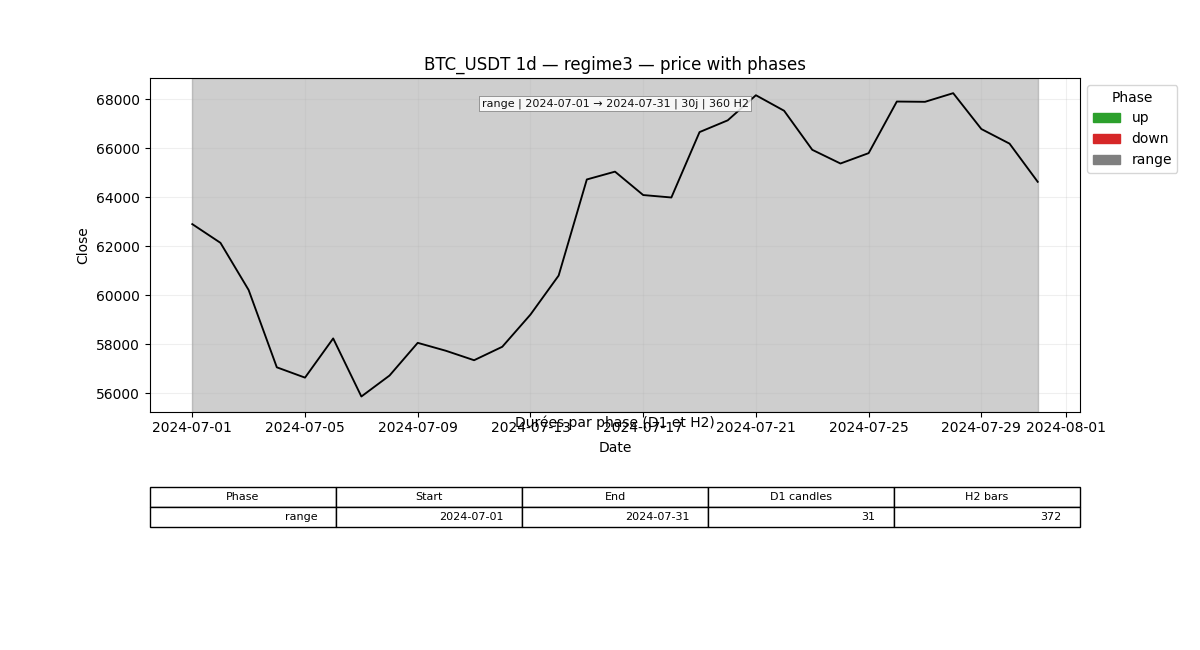 BTC_USDT 1d — regime3 — price with phases
range | 2024-07-01 → 2024-07-31 | 30j | 360 H2
Phase
up
down
range
Close
68000
66000
64000
62000
60000
58000
56000
Durées par phase (D1 et H2)
2024-07-01 2024-07-05 2024-07-09 2024-07-13 2024-07-17 2024-07-21 2024-07-25 2024-07-29 2024-08-01
Date
Phase Start End D1 candles H2 bars
range 2024-07-01 2024-07-31 31 372